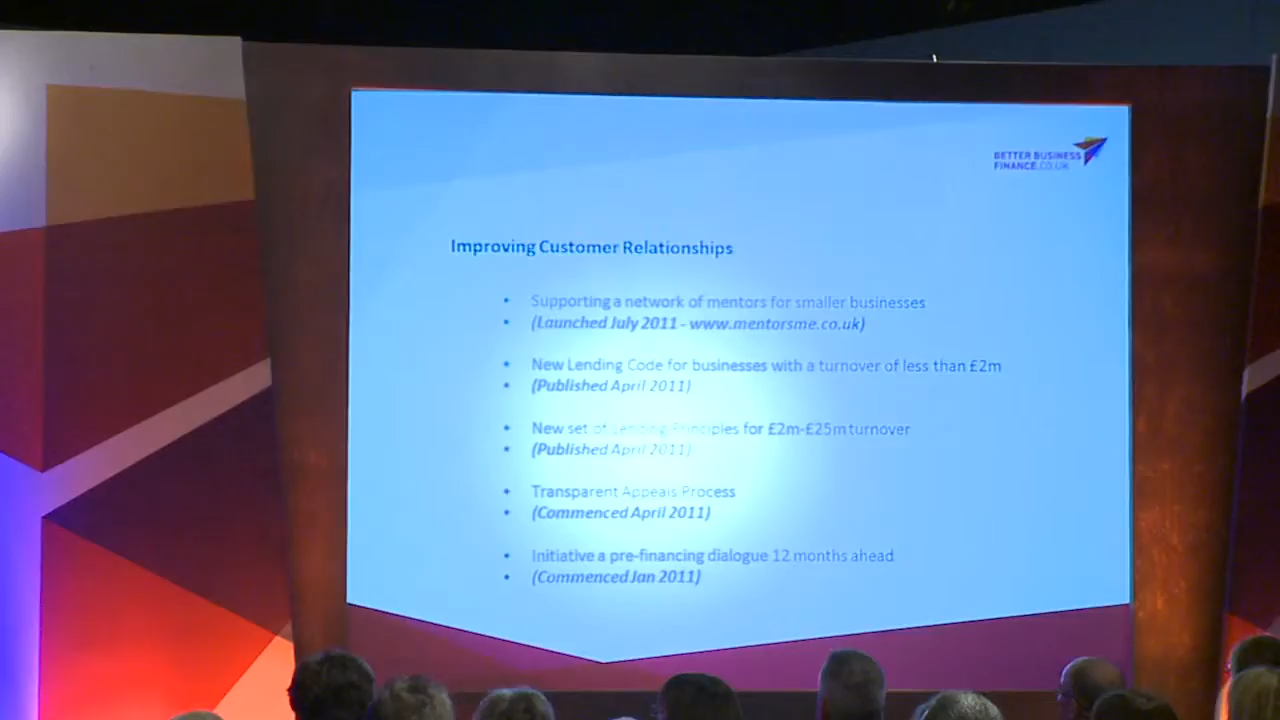 BETTER BUSINESS
FINANCE.CO.UK
Improving Customer Relationships
• Supporting a network of mentors for smaller businesses
• (Launched July 2011 - www.mentorsme.co.uk)
• New Lending Code for businesses with a turnover of less than £2m
• (Published April 2011)
• New set of Lending Principles for £2m-£25m turnover
• (Published April 2011)
• Transparent Appeals Process
• (Commenced April 2011)
• Initiative a pre-financing dialogue 12 months ahead
• (Commenced Jan 2011)